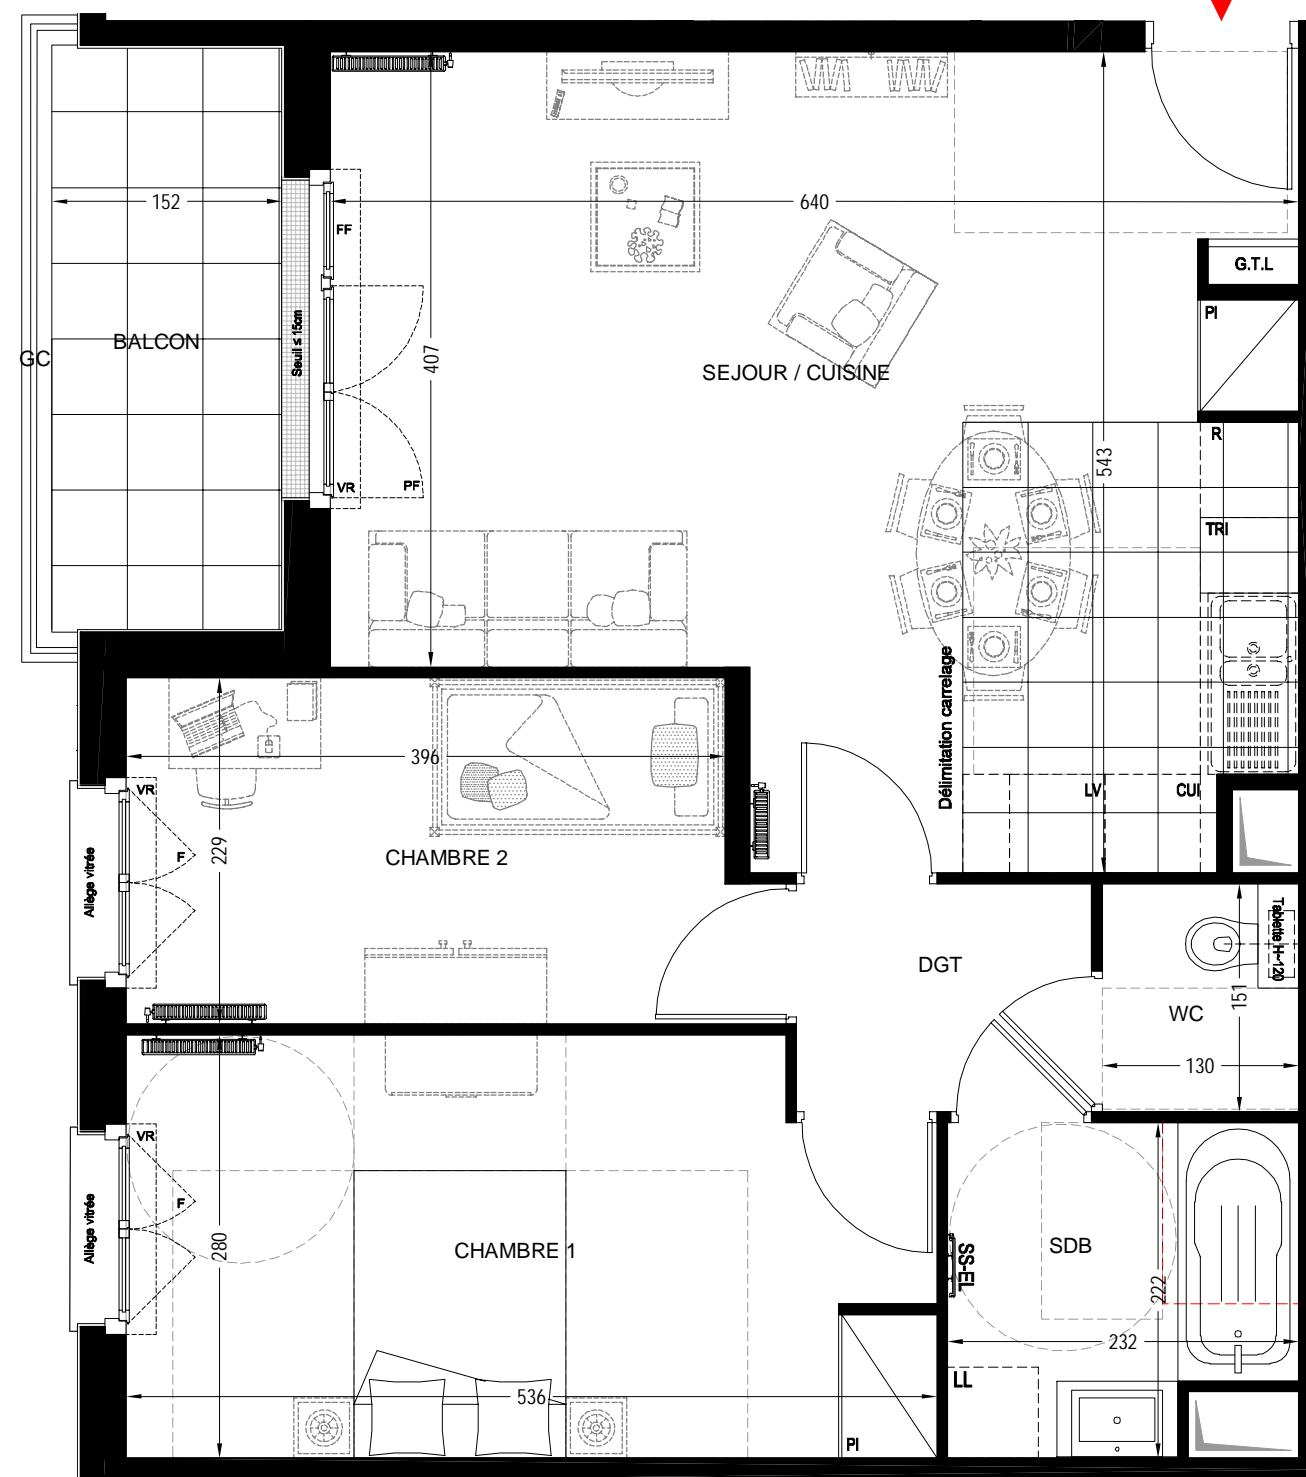 152
640
FF
G.T.L
PI
BALCON
GC
Seuil ≤ 15cm
407
SEJOUR / CUISINE
R
543
VR
PF
TRI
Délimitation carrelage
396
VR
LV
CUI
F
229
CHAMBRE 2
Allège vitrée
DGT
Tablette H~120
151
WC
130
VR
F
Allège vitrée
280
CHAMBRE 1
SDB
SS-EL
222
232
LL
536
PI